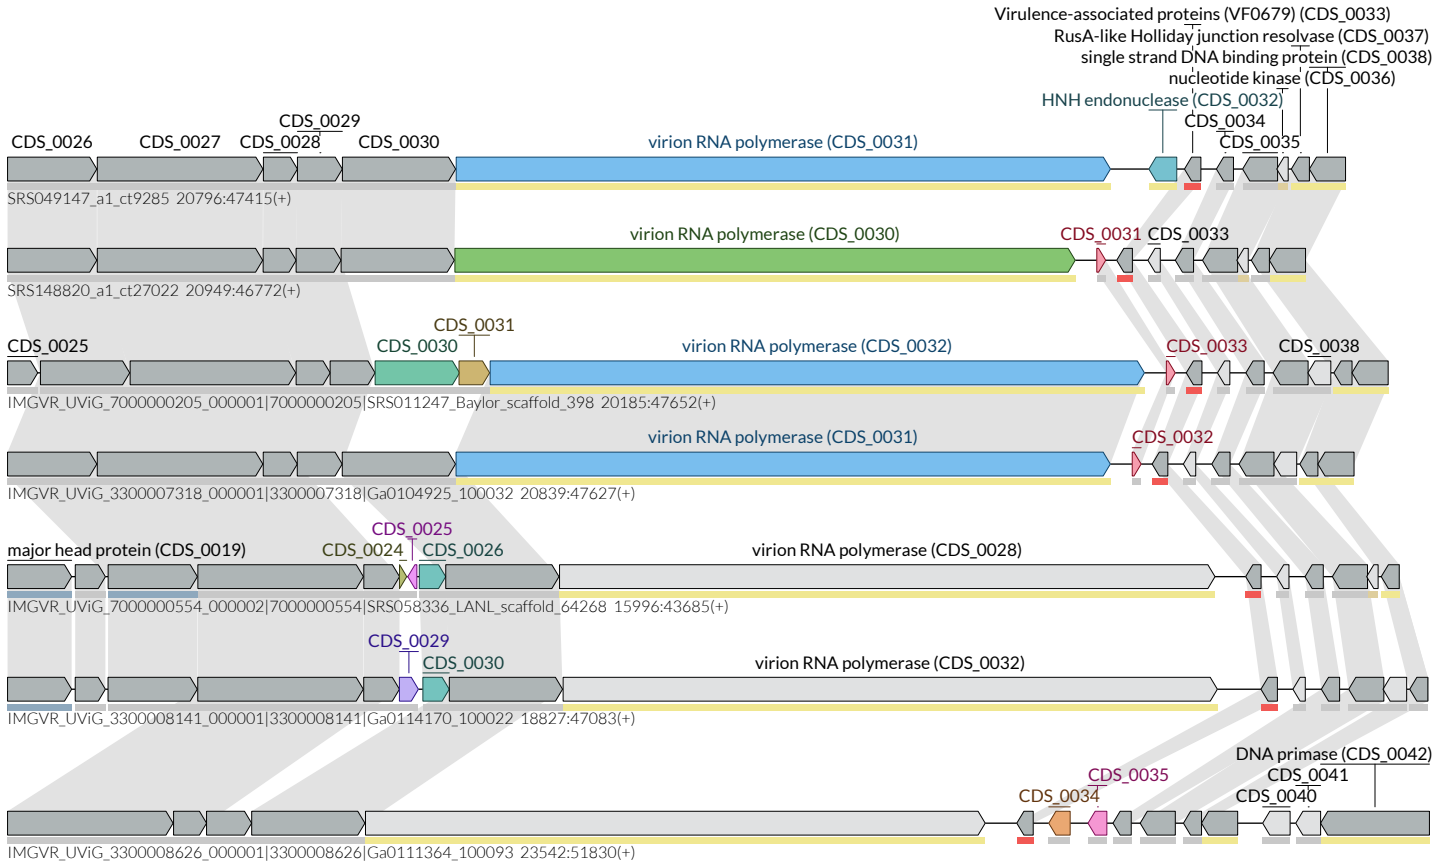 Virulence-associated proteins (VF0679) (CDS_0033)
RusA-like Holliday junction resolvase (CDS_0037)
single strand DNA binding protein (CDS_0038)
nucleotide kinase (CDS_0036)
HNH endonuclease (CDS_0032)
CDS_0029 CDS_0034
CDS_0026 CDS_0027 CDS_0028 CDS_0030 virion RNA polymerase (CDS_0031) CDS_0035
SRS049147_a1_ct9285 20796:47415(+)
virion RNA polymerase (CDS_0030) CDS_0031 CDS_0033
SRS148820_a1_ct27022 20949:46772(+)
CDS_0031
CDS_0025 CDS_0030 virion RNA polymerase (CDS_0032) CDS_0033 CDS_0038
IMGVR_UViG_7000000205_000001|7000000205|SRS011247_Baylor_scaffold_398 20185:47652(+)
virion RNA polymerase (CDS_0031) CDS_0032
IMGVR_UViG_3300007318_000001|3300007318|Ga0104925_100032 20839:47627(+)
CDS_0025
major head protein (CDS_0019) CDS_0024 CDS_0026 virion RNA polymerase (CDS_0028)
IMGVR_UViG_7000000554_000002|7000000554|SRS058336_LANL_scaffold_64268 15996:43685(+)
CDS_0029
CDS_0030 virion RNA polymerase (CDS_0032)
IMGVR_UViG_3300008141_000001|3300008141|Ga0114170_100022 18827:47083(+)
DNA primase (CDS_0042)
CDS_0035 CDS_0041
CDS_0034 CDS_0040
IMGVR_UViG_3300008626_000001|3300008626|Ga0111364_100093 23542:51830(+)